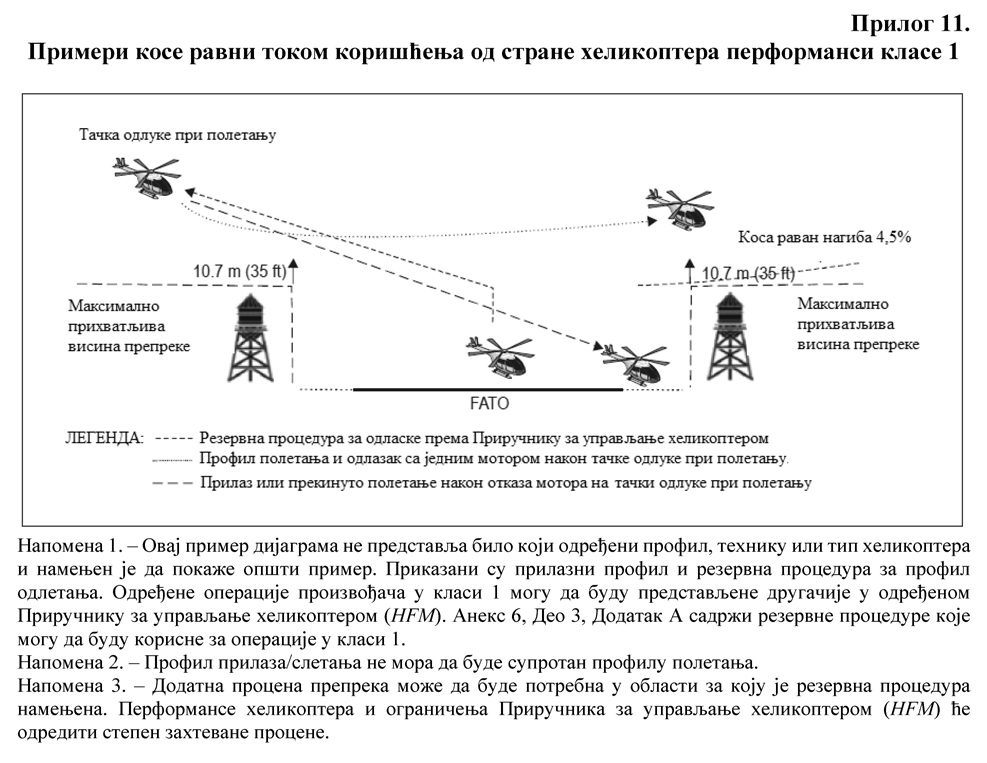 Прилог 11.
Примери косе равни током коришћења од стране хеликоптера перформанси класе 1
Тачка одлуке при полетању
Коса раван нагиба 4,5%
10.7 m (35 ft)
10.7 m (35 ft)
Максимално
прихватљива
висина препреке
Максимално
прихватљива
висина препреке
FATO
ЛЕГЕНДА: Резервна процедура за одласке према Приручнику за управљање хеликоптером
Профил полетања и одлазак са једним мотором након тачке одлуке при полетању.
Прилаз или прекинуто полетање након отказа мотора на тачки одлуке при полетању
Напомена 1. – Овај пример дијаграма не представља било који одређени профил, технику или тип хеликоптера
и намењен је да покаже општи пример. Приказани су прилазни профил и резервна процедура за профил
одлетања. Одређене операције произвођача у класи 1 могу да буду представљене другачије у одређеном
Приручнику за управљање хеликоптером (HFM). Анекс 6, Део 3, Додатак А садржи резервне процедуре које
могу да буду корисне за операције у класи 1.
Напомена 2. – Профил прилаза/слетања не мора да буде супротан профилу полетања.
Напомена 3. – Додатна процена препрека може да буде потребна у области за коју је резервна процедура
намењена. Перформансе хеликоптера и ограничења Приручника за управљање хеликоптером (HFM) ће
одредити степен захтеване процене.